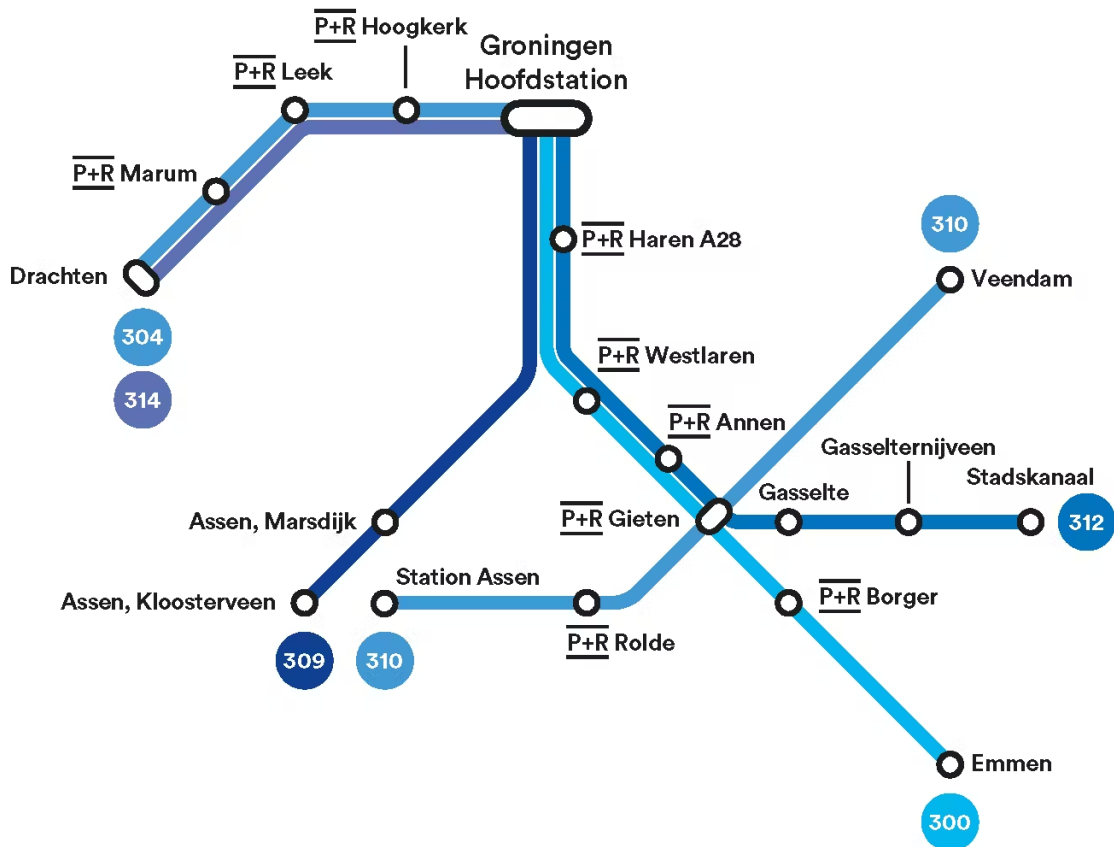 P+R Hoogkerk
Groningen
Hoofdstation
P+R Leek
P+R Marum
Drachten
304
314
P+R Haren A28
310
Veendam
P+R Westlaren
P+R Annen
Gasselternijveen
Gasselte
Stadskanaal
312
P+R Gieten
Assen, Marsdijk
Station Assen
Assen, Kloosterveen
P+R Borger
P+R Rolde
309
310
Emmen
300